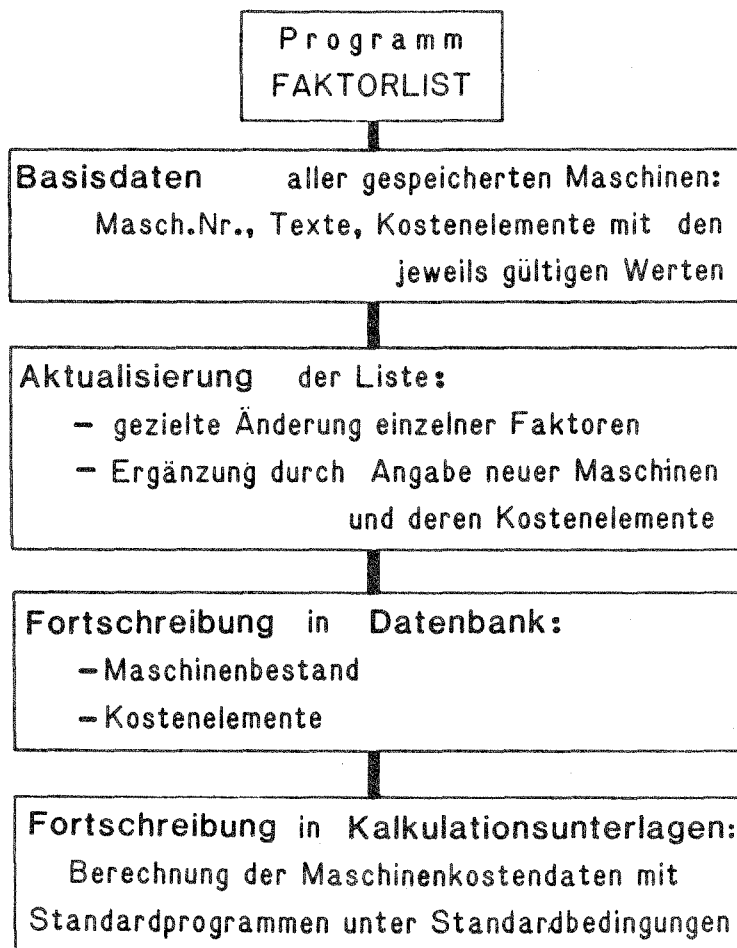 Programm
FAKTORLIST
Basisdaten aller gespeicherten Maschinen:
Masch.Nr., Texte, Kostenelemente mit den
jeweils gültigen Werten
Aktualisierung der Liste:
– gezielte Änderung einzelner Faktoren
– Ergänzung durch Angabe neuer Maschinen
und deren Kostenelemente
Fortschreibung in Datenbank:
– Maschinenbestand
– Kostenelemente
Fortschreibung in Kalkulationsunterlagen:
Berechnung der Maschinenkostendaten mit
Standardprogrammen unter Standardbedingungen